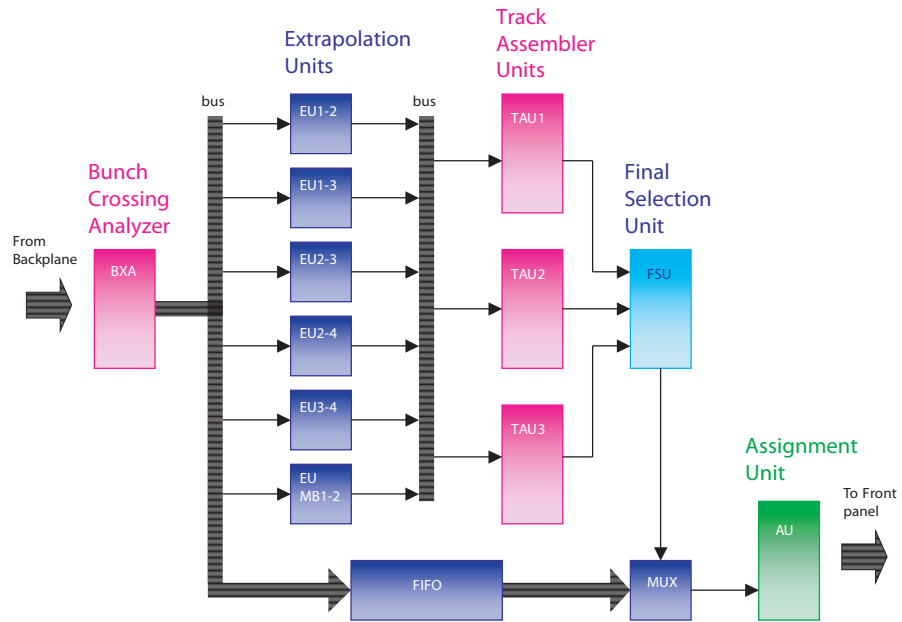 Extrapolation
Units
Track
Assembler
Units
bus
bus
EU1-2
TAU1
Bunch
Crossing
Analyzer
EU1-3
Final
Selection
Unit
From
Backplane
BXA
EU2-3
TAU2
FSU
EU2-4
EU3-4
TAU3
EU
MB1-2
Assignment
Unit
To Front
panel
AU
FIFO
MUX